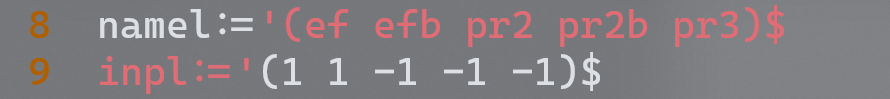 8 namel:='(ef efb pr2 pr2b pr3)$
9 inpl:='(1 1 -1 -1 -1)$